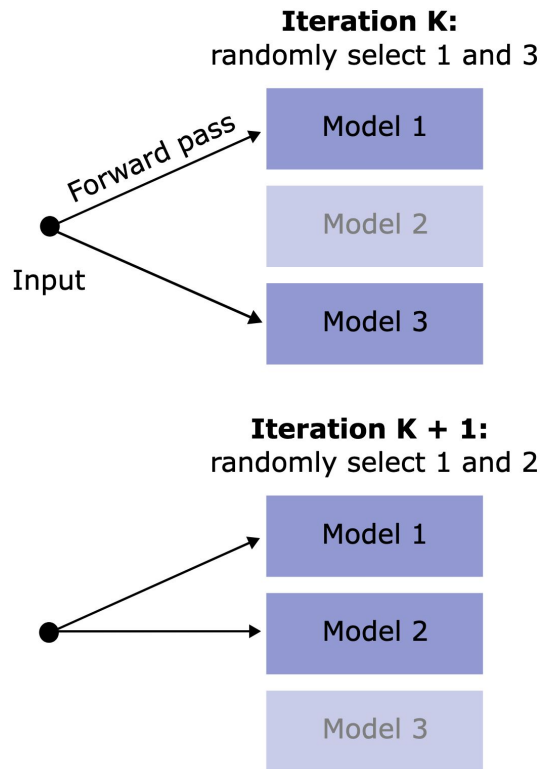 Iteration K:
randomly select 1 and 3
Model 1
Forward pass
Model 2
Input
Model 3
Iteration K + 1:
randomly select 1 and 2
Model 1
Model 2
Model 3